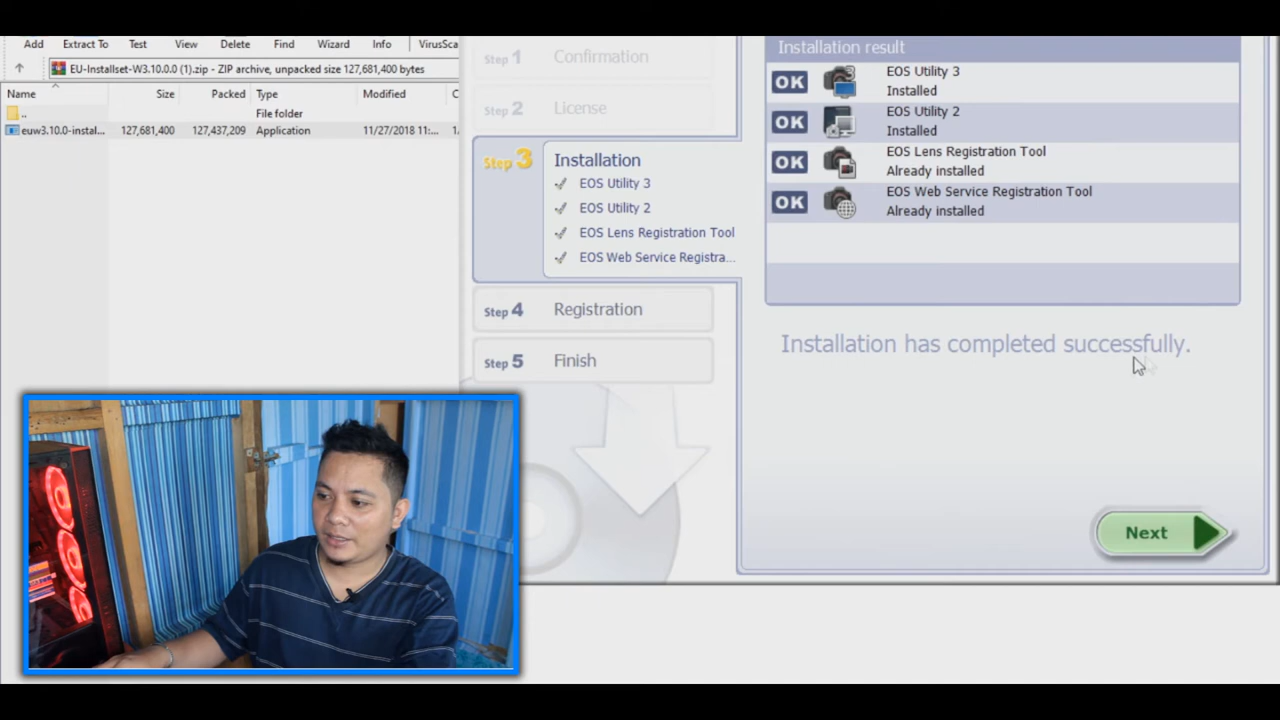 Add Extract To Test View Delete Find Wizard Info VirusSca
EU-Installset-W3.10.0.0 (1).zip - ZIP archive, unpacked size 127,681,400 bytes
Name Size Packed Type Modified C
.. File folder
euw3.10.0-instal... 127,681,400 127,437,209 Application 11/27/2018 11:... 1/
Step 1 Confirmation
Step 2 License
Step 3 Installation
EOS Utility 3
EOS Utility 2
EOS Lens Registration Tool
EOS Web Service Registra...
Step 4 Registration
Step 5 Finish
Installation result
OK EOS Utility 3
Installed
OK EOS Utility 2
Installed
OK EOS Lens Registration Tool
Already installed
OK EOS Web Service Registration Tool
Already installed
Installation has completed successfully.
Next